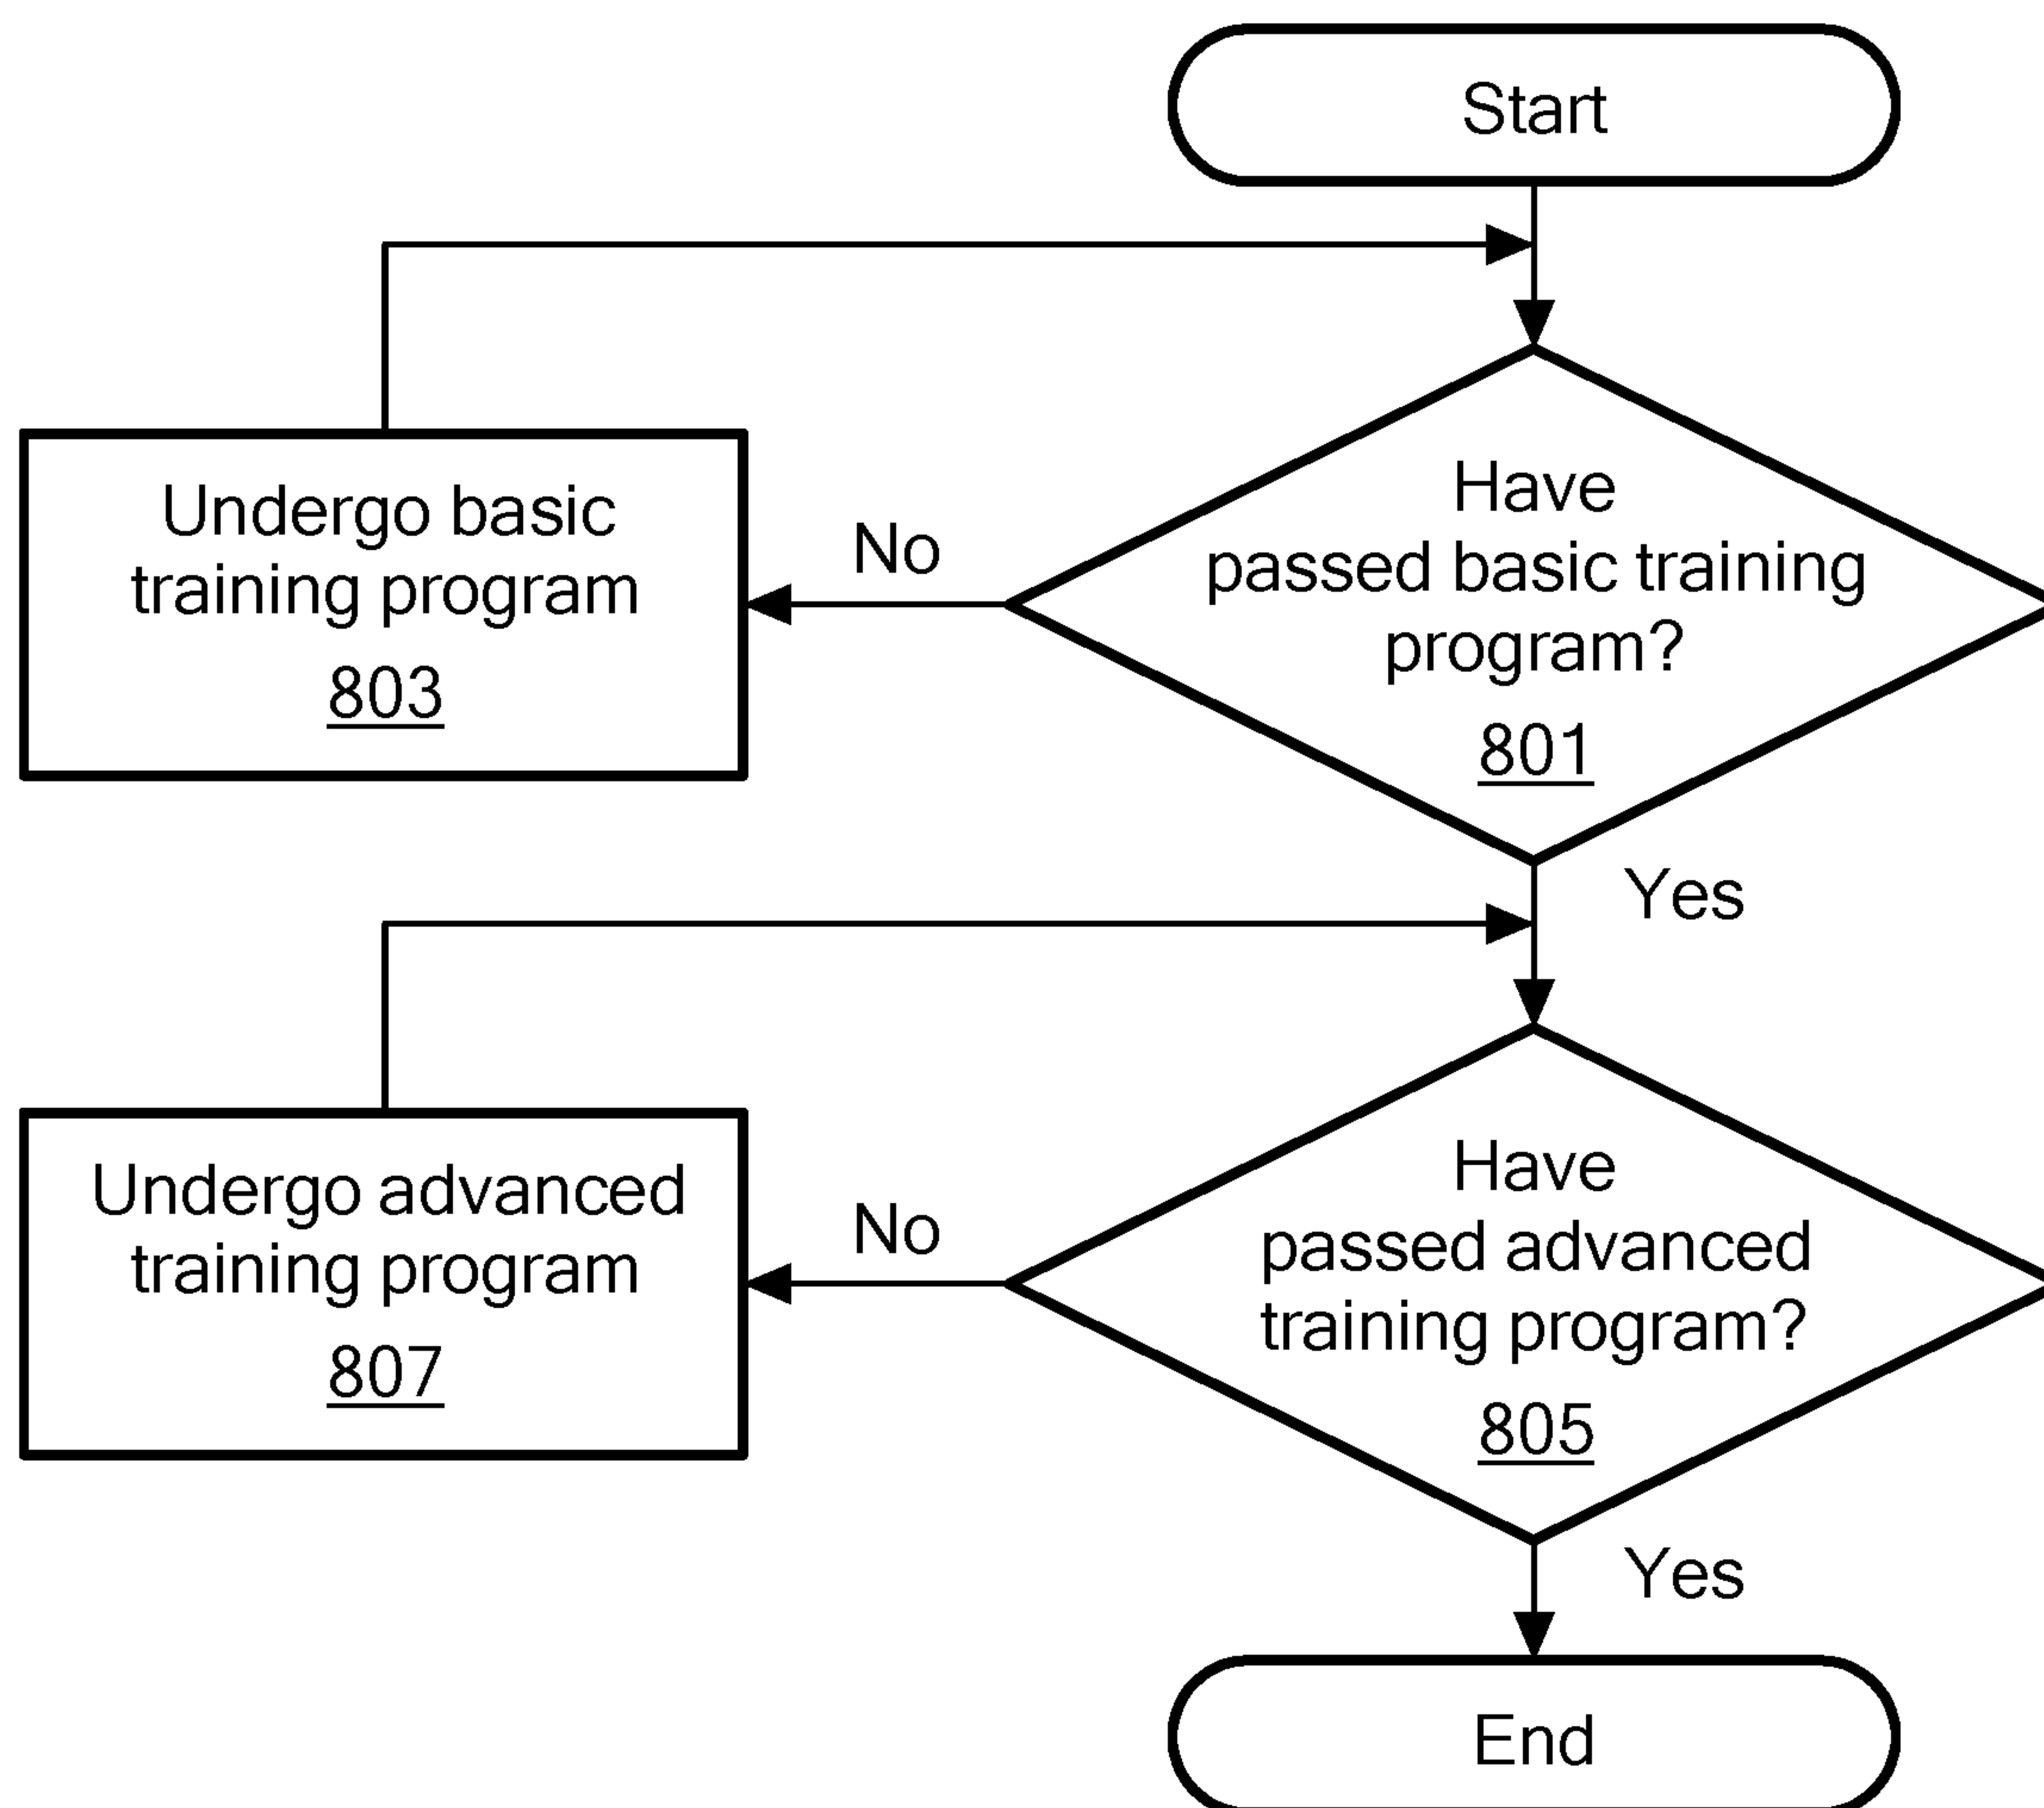 Start
Have
passed basic training
program?
801
No
Undergo basic
training program
803
Yes
Have
passed advanced
training program?
805
No
Undergo advanced
training program
807
Yes
End